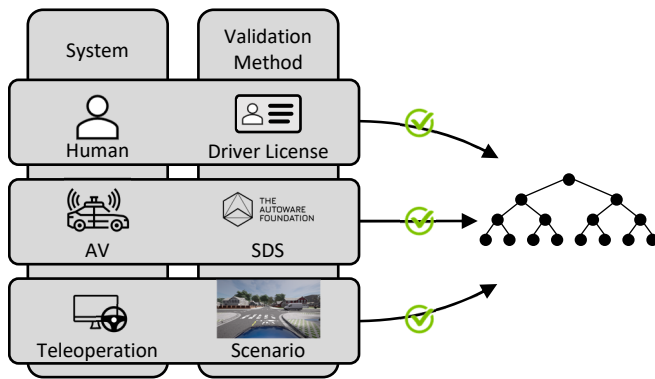 System
Validation
Method
Human
Driver License
THE
AUTOWARE
FOUNDATION
AV
SDS
Teleoperation
Scenario